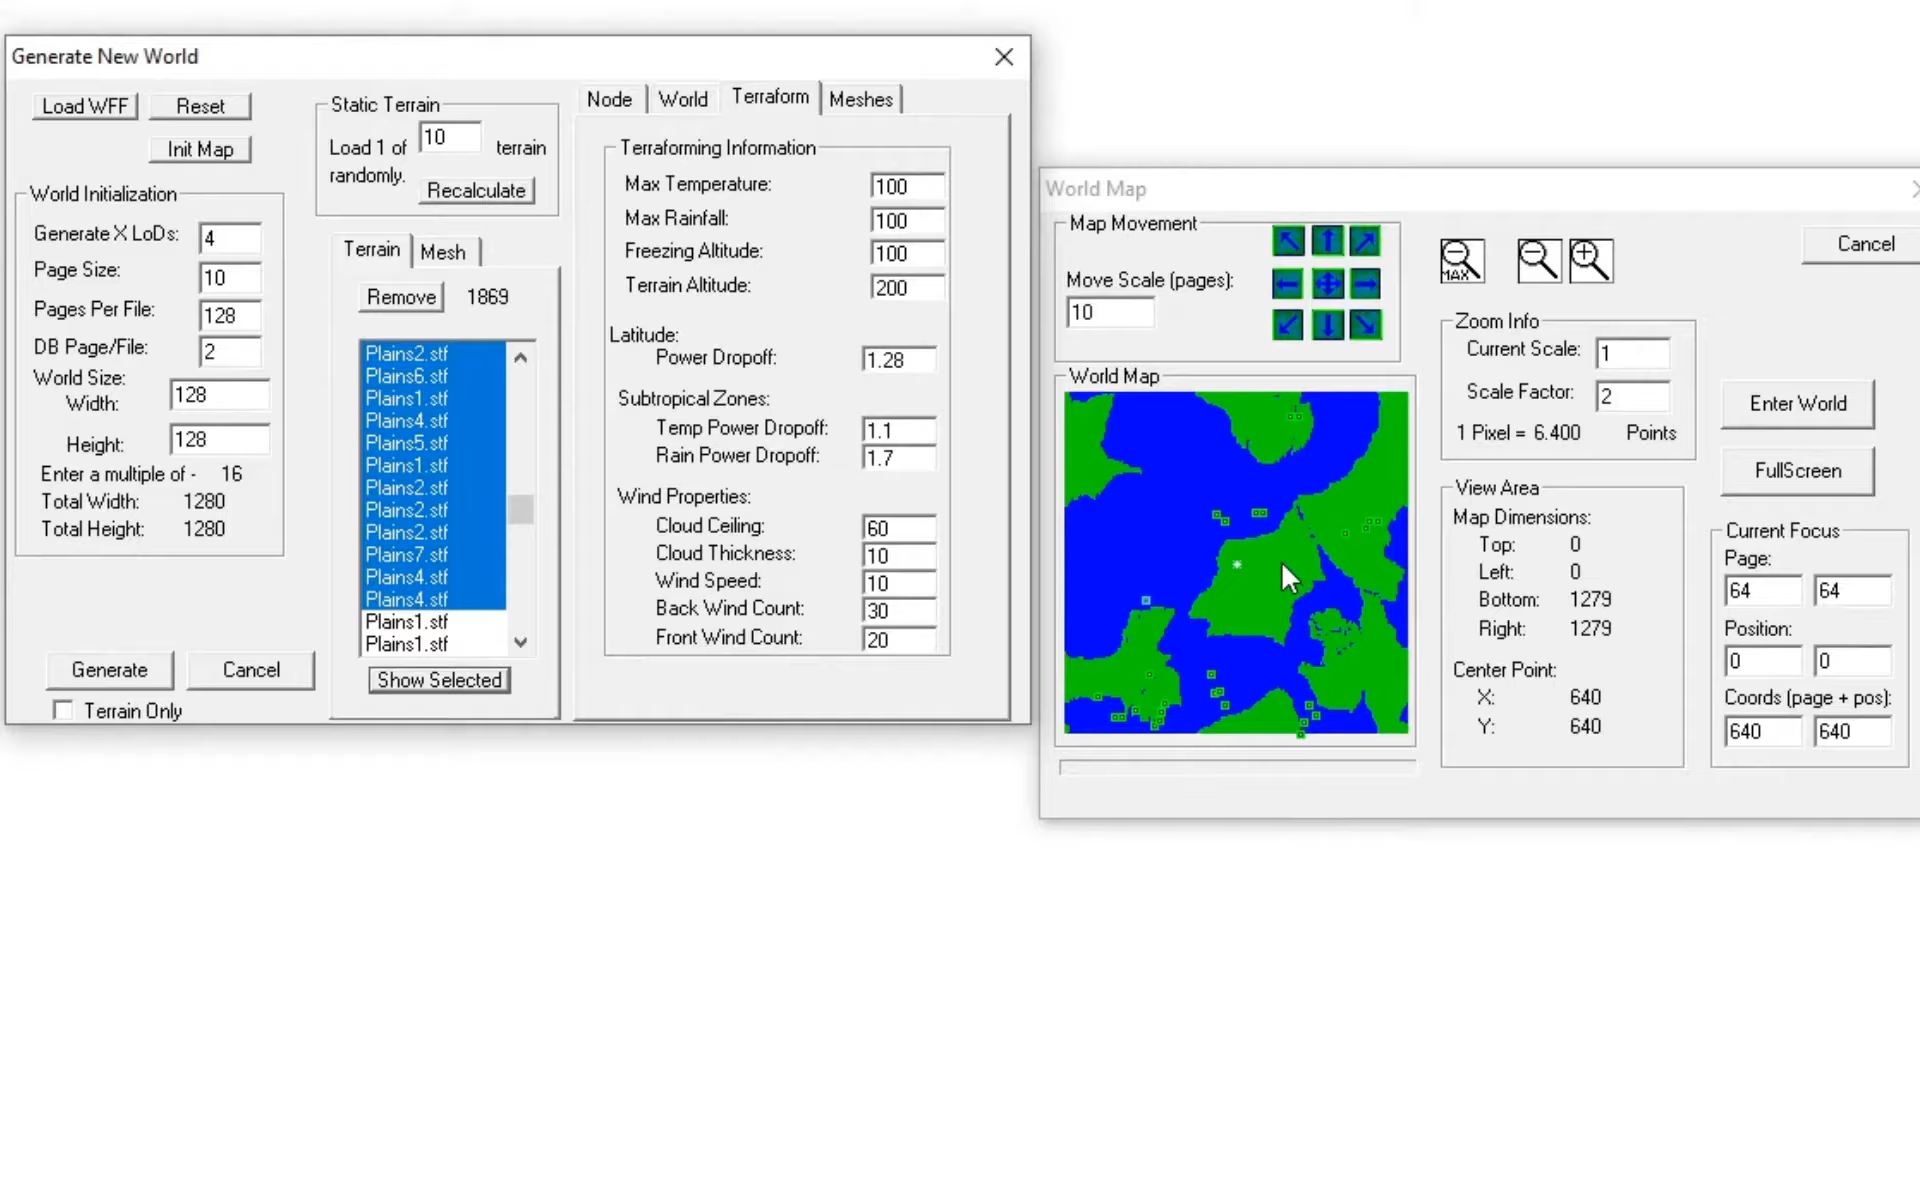 Generate New World
Load WFF
Reset
Init Map
World Initialization
Generate X LoDs:
4
Page Size:
10
Pages Per File:
128
DB Page/File:
2
World Size:
Width:
128
Height:
128
Enter a multiple of - 16
Total Width: 1280
Total Height: 1280
Generate
Cancel
Terrain Only
Static Terrain
Load 1 of
10
terrain
randomly.
Recalculate
Terrain
Mesh
Remove
1869
Plains2.stf
Plains6.stf
Plains1.stf
Plains4.stf
Plains5.stf
Plains1.stf
Plains2.stf
Plains2.stf
Plains2.stf
Plains7.stf
Plains4.stf
Plains4.stf
Plains1.stf
Plains1.stf
Show Selected
Node
World
Terraform
Meshes
Terraforming Information
Max Temperature:
100
Max Rainfall:
100
Freezing Altitude:
100
Terrain Altitude:
200
Latitude:
Power Dropoff:
1.28
Subtropical Zones:
Temp Power Dropoff:
1.1
Rain Power Dropoff:
1.7
Wind Properties:
Cloud Ceiling:
60
Cloud Thickness:
10
Wind Speed:
10
Back Wind Count:
30
Front Wind Count:
20
World Map
Map Movement
Move Scale (pages):
10
World Map
MAX
Cancel
Zoom Info
Current Scale:
1
Scale Factor:
2
1 Pixel = 6.400 Points
Enter World
FullScreen
View Area
Map Dimensions:
Top: 0
Left: 0
Bottom: 1279
Right: 1279
Center Point:
X: 640
Y: 640
Current Focus
Page:
64
64
Position:
0
0
Coords (page + pos):
640
640